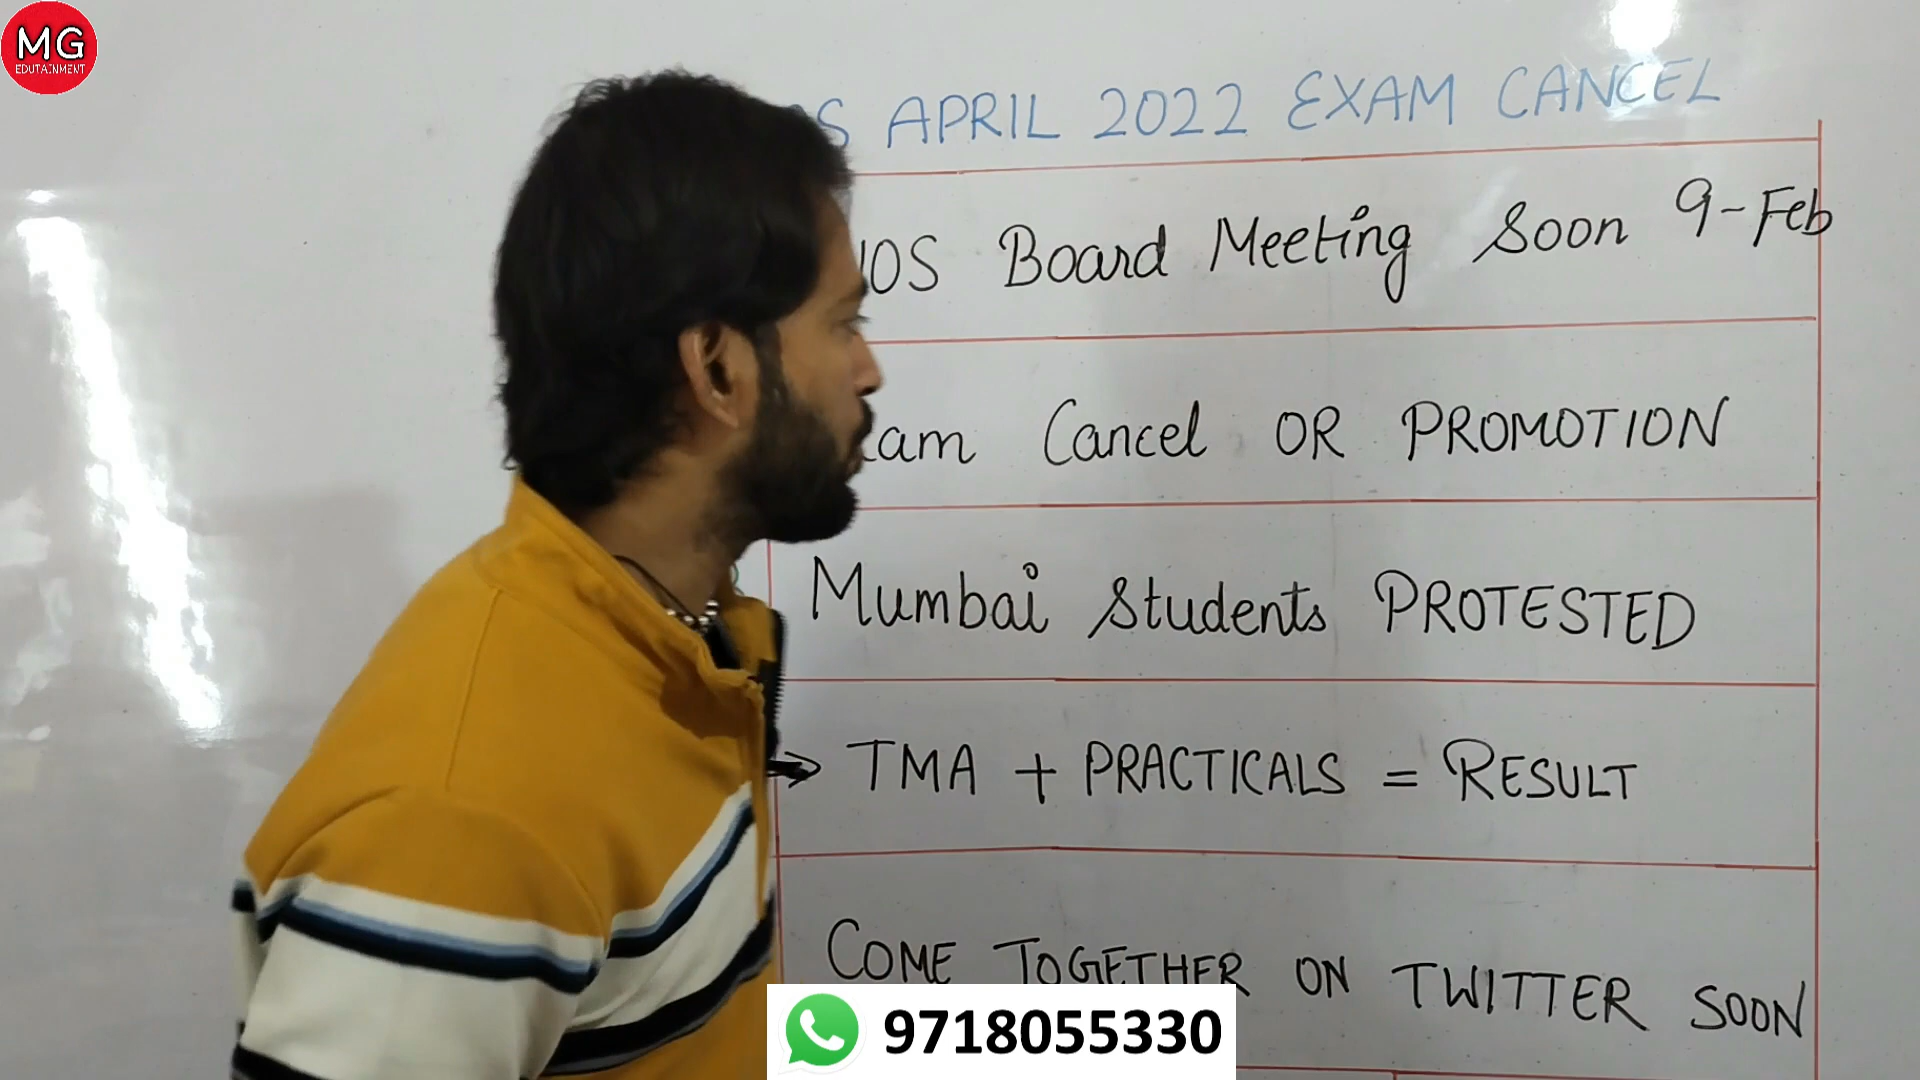 MG
EDUTAINMENT
APRIL 2022 EXAM CANCEL
Board Meeting Soon 9-Feb
Cancel OR PROMOTION
Mumbai Students PROTESTED
→ TMA + PRACTICALS = RESULT
COME TOGETHER ON TWITTER SOON
9718055330